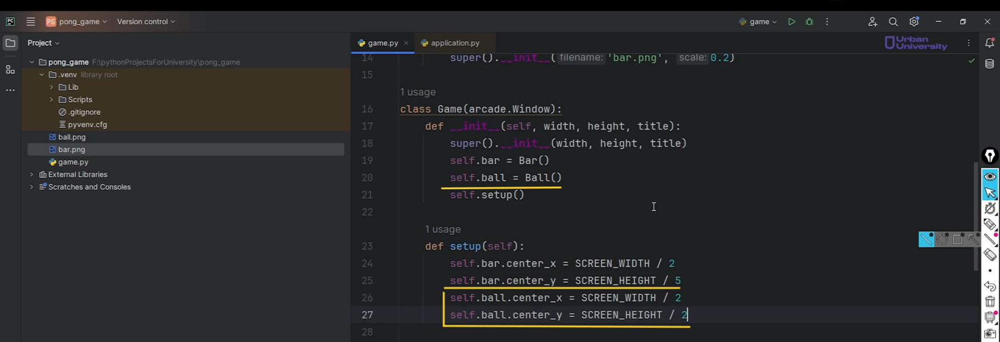 PC PG pong_game Version control game
Project game.py application.py Urban University
pong_game F:\pythonProjectsForUniversity\pong_game
.venv library root
Lib
Scripts
.gitignore
pyvenv.cfg
ball.png
bar.png
game.py
External Libraries
Scratches and Consoles
14 super().__init__( filename: 'bar.png', scale: 0.2)
15
1 usage
16 class Game(arcade.Window):
17 def __init__(self, width, height, title):
18 super().__init__(width, height, title)
19 self.bar = Bar()
20 self.ball = Ball()
21 self.setup()
22
1 usage
23 def setup(self):
24 self.bar.center_x = SCREEN_WIDTH / 2
25 self.bar.center_y = SCREEN_HEIGHT / 5
26 self.ball.center_x = SCREEN_WIDTH / 2
27 self.ball.center_y = SCREEN_HEIGHT / 2
28